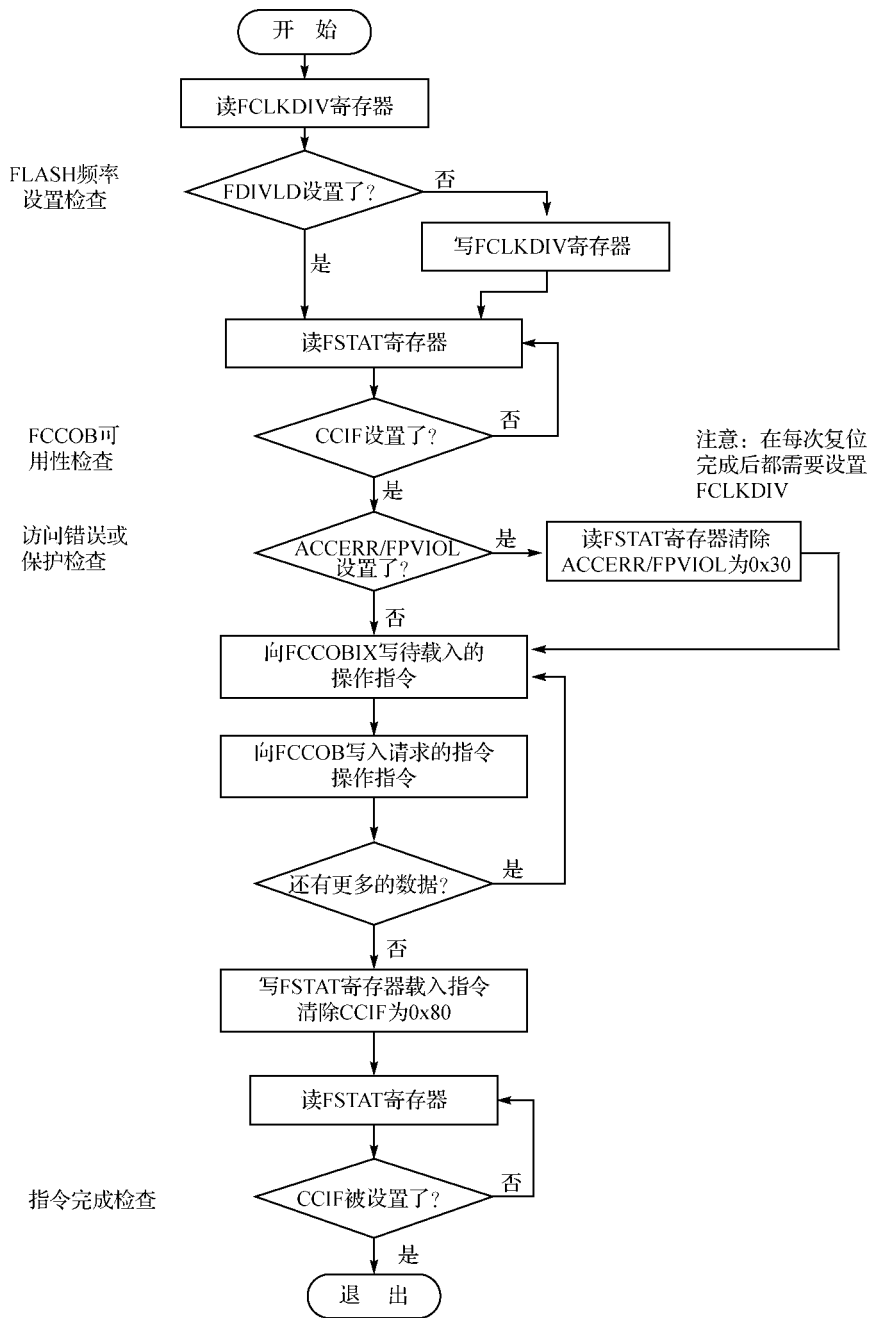 开 始
读FCLKDIV寄存器
FLASH频率
设置检查
FDIVLD设置了?
否
写FCLKDIV寄存器
是
读FSTAT寄存器
FCCOB可
用性检查
CCIF设置了?
否
注意：在每次复位
完成后都需要设置
FCLKDIV
是
访问错误或
保护检查
ACCERR/FPVIOL
设置了?
是
读FSTAT寄存器清除
ACCERR/FPVIOL为0x30
否
向FCCOBIX写待载入的
操作指令
向FCCOB写入请求的指令
操作指令
还有更多的数据?
是
否
写FSTAT寄存器载入指令
清除CCIF为0x80
读FSTAT寄存器
指令完成检查
CCIF被设置了?
否
是
退 出